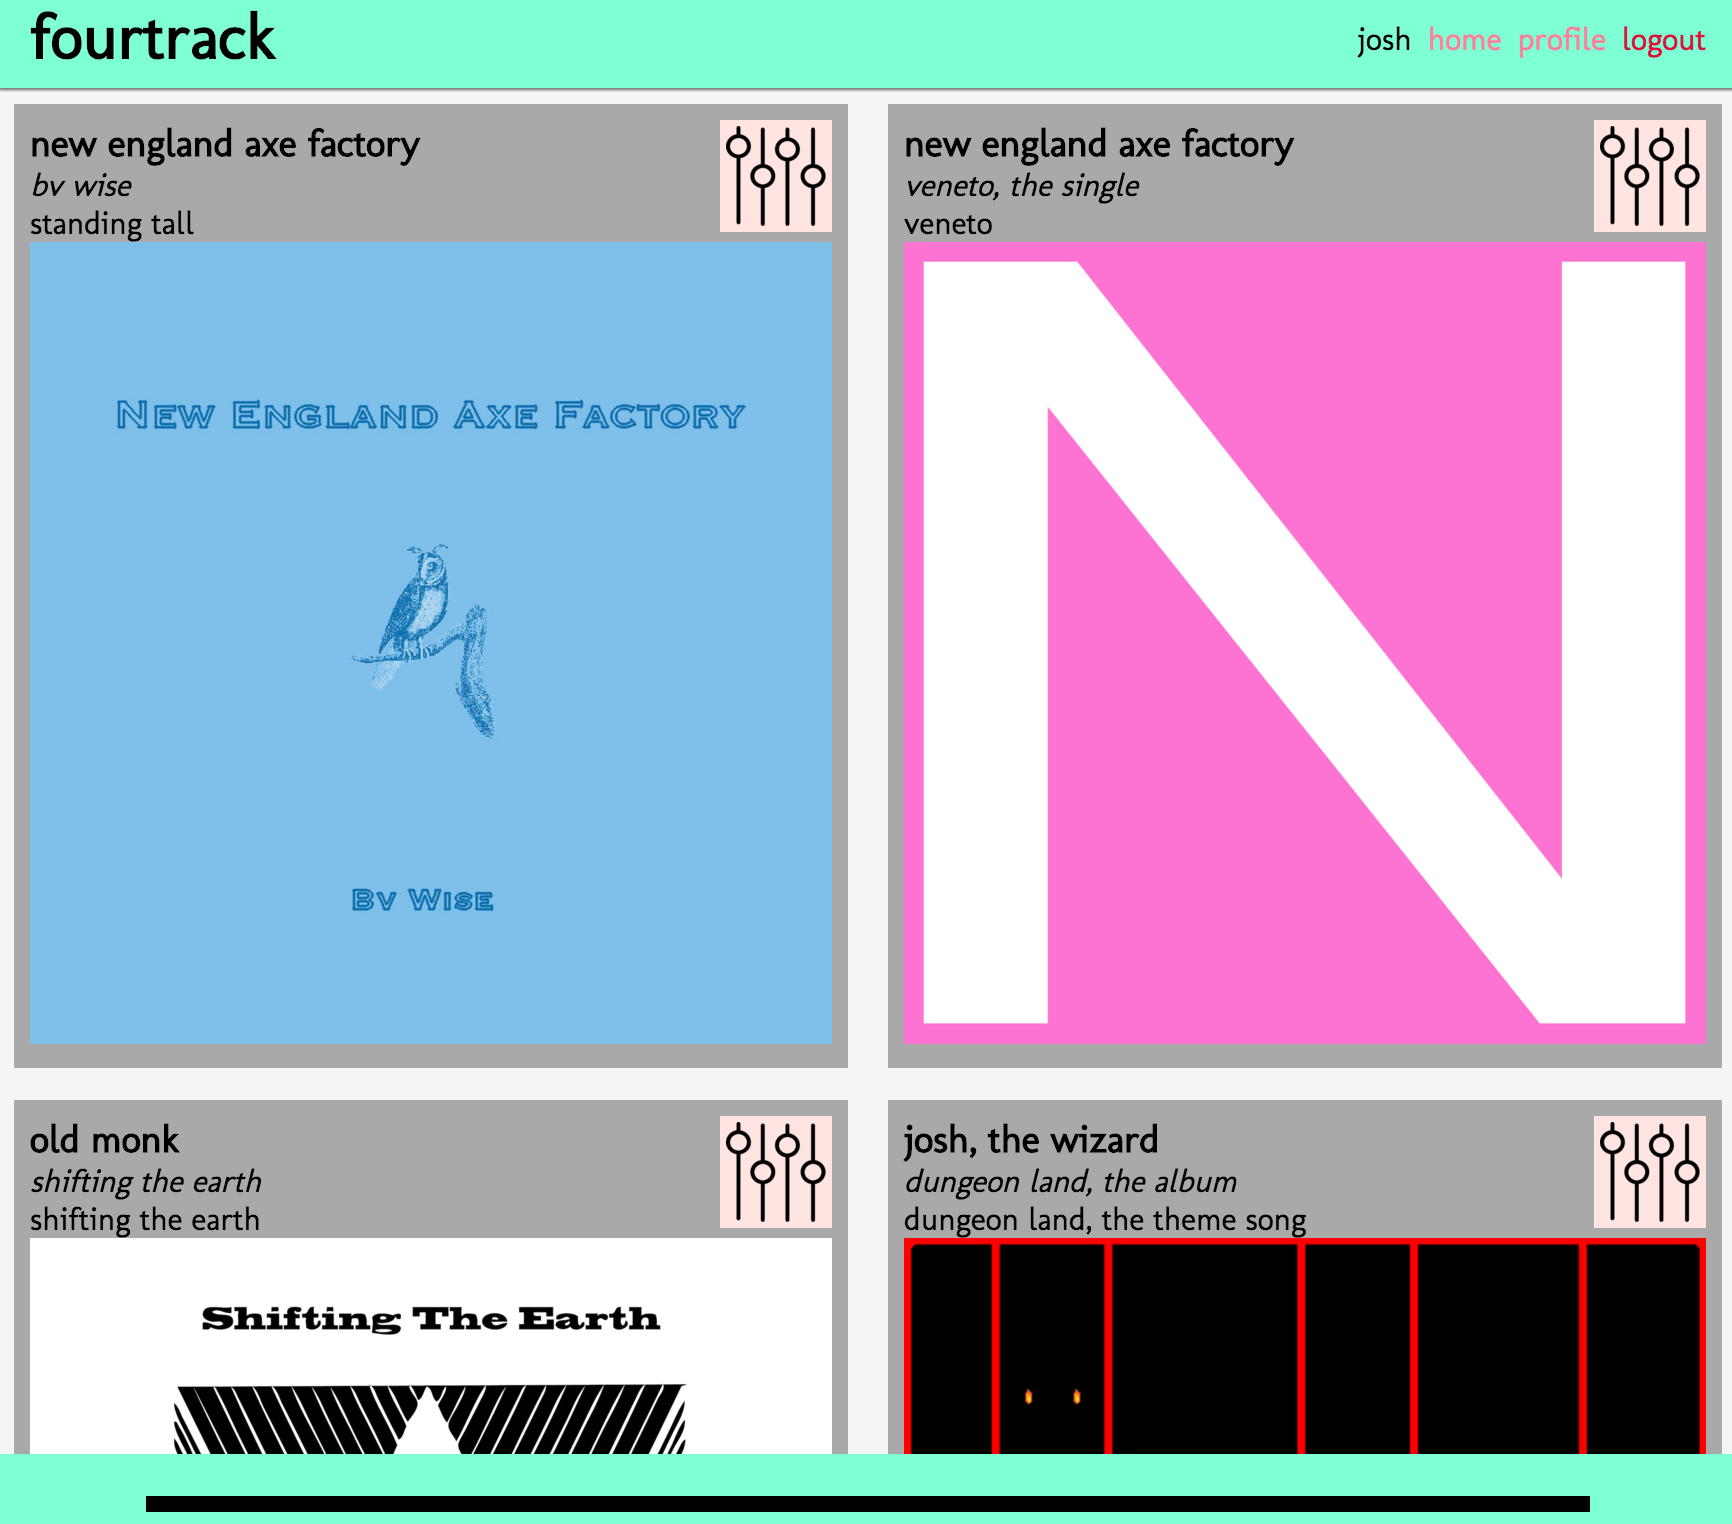 fourtrack
josh home profile logout
new england axe factory
bv wise
standing tall
New England Axe Factory
Bv Wise
new england axe factory
veneto, the single
veneto
N
old monk
shifting the earth
shifting the earth
Shifting The Earth
josh, the wizard
dungeon land, the album
dungeon land, the theme song